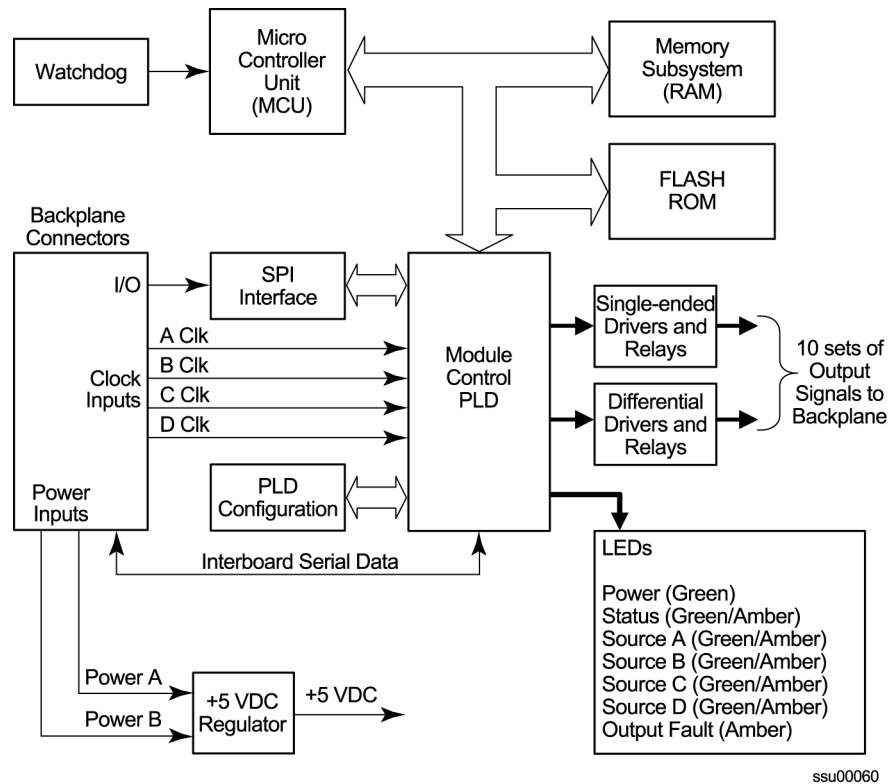 Watchdog
Micro
Controller
Unit
(MCU)
Memory
Subsystem
(RAM)
FLASH
ROM
Backplane
Connectors
I/O
SPI
Interface
A Clk
B Clk
C Clk
D Clk
Clock
Inputs
Module
Control
PLD
Single-ended
Drivers and
Relays
Differential
Drivers and
Relays
10 sets of
Output
Signals to
Backplane
Power
Inputs
PLD
Configuration
Interboard Serial Data
LEDs
Power (Green)
Status (Green/Amber)
Source A (Green/Amber)
Source B (Green/Amber)
Source C (Green/Amber)
Source D (Green/Amber)
Output Fault (Amber)
Power A
Power B
+5 VDC
Regulator
+5 VDC
ssu00060